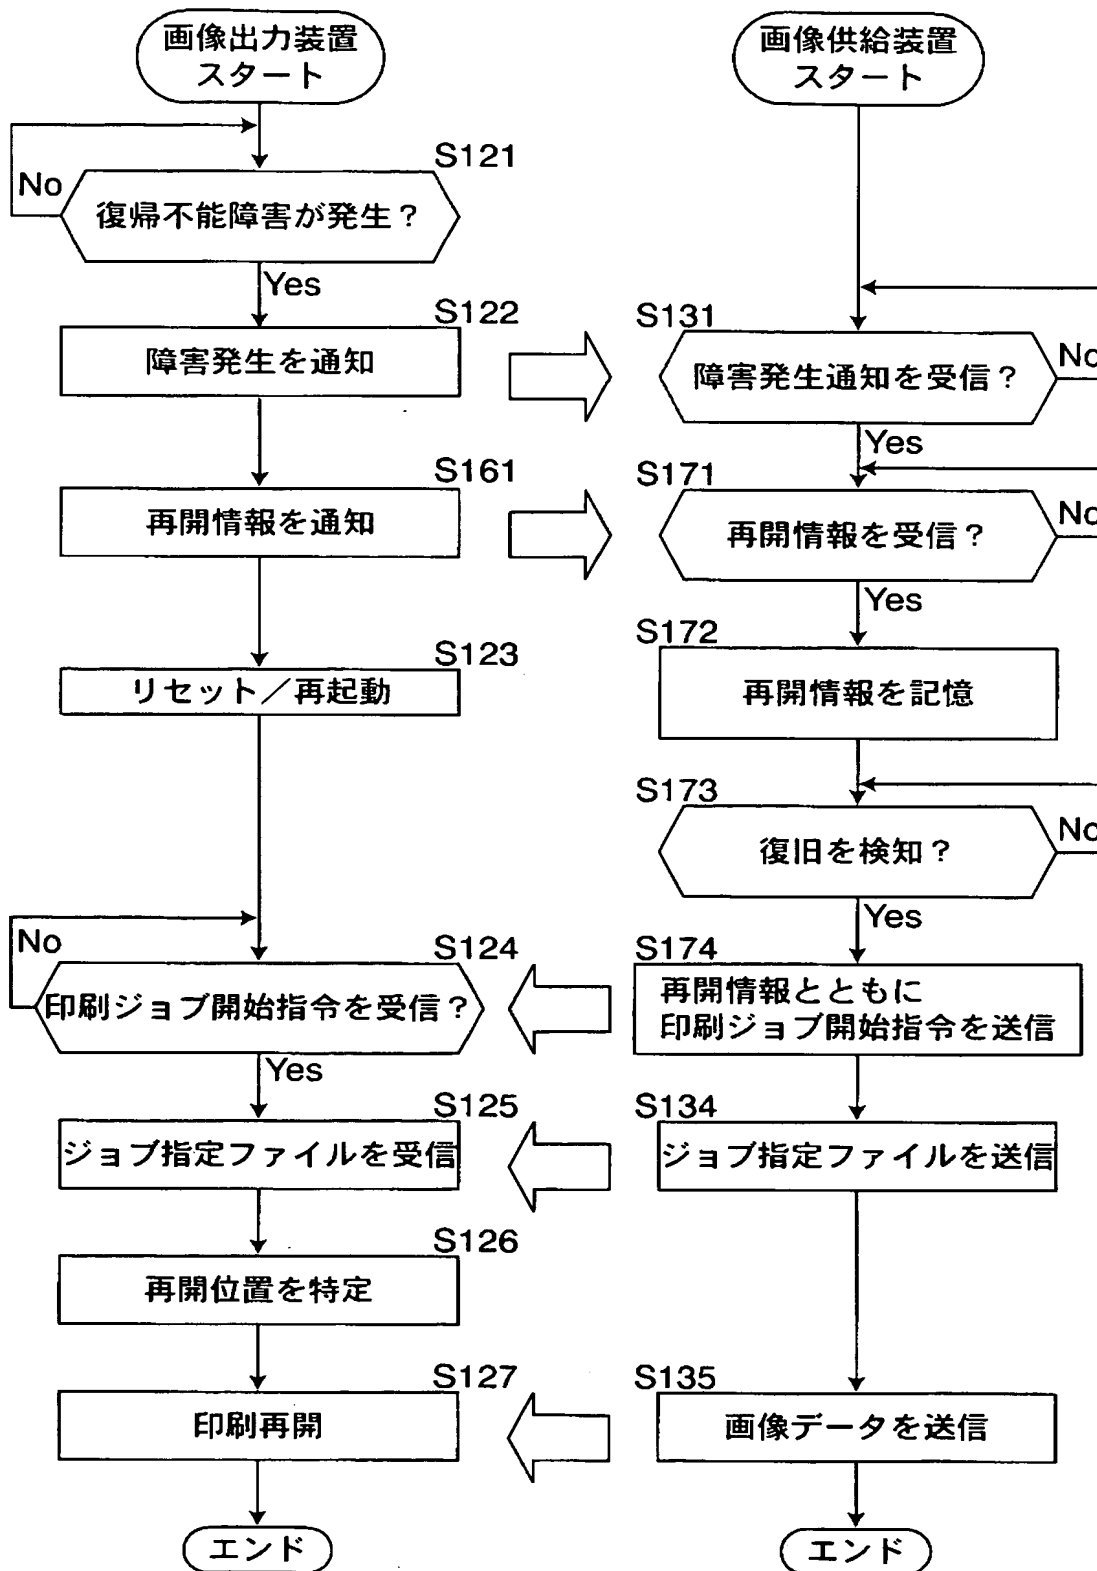 画像出力装置
スタート
S121
No
復帰不能障害が発生？
Yes
S122
障害発生を通知
S161
再開情報を通知
S123
リセット／再起動
No
S124
印刷ジョブ開始指令を受信？
Yes
S125
ジョブ指定ファイルを受信
S126
再開位置を特定
S127
印刷再開
エンド
画像供給装置
スタート
S131
障害発生通知を受信？
No
Yes
S171
再開情報を受信？
No
Yes
S172
再開情報を記憶
S173
復旧を検知？
No
Yes
S174
再開情報とともに
印刷ジョブ開始指令を送信
S134
ジョブ指定ファイルを送信
S135
画像データを送信
エンド